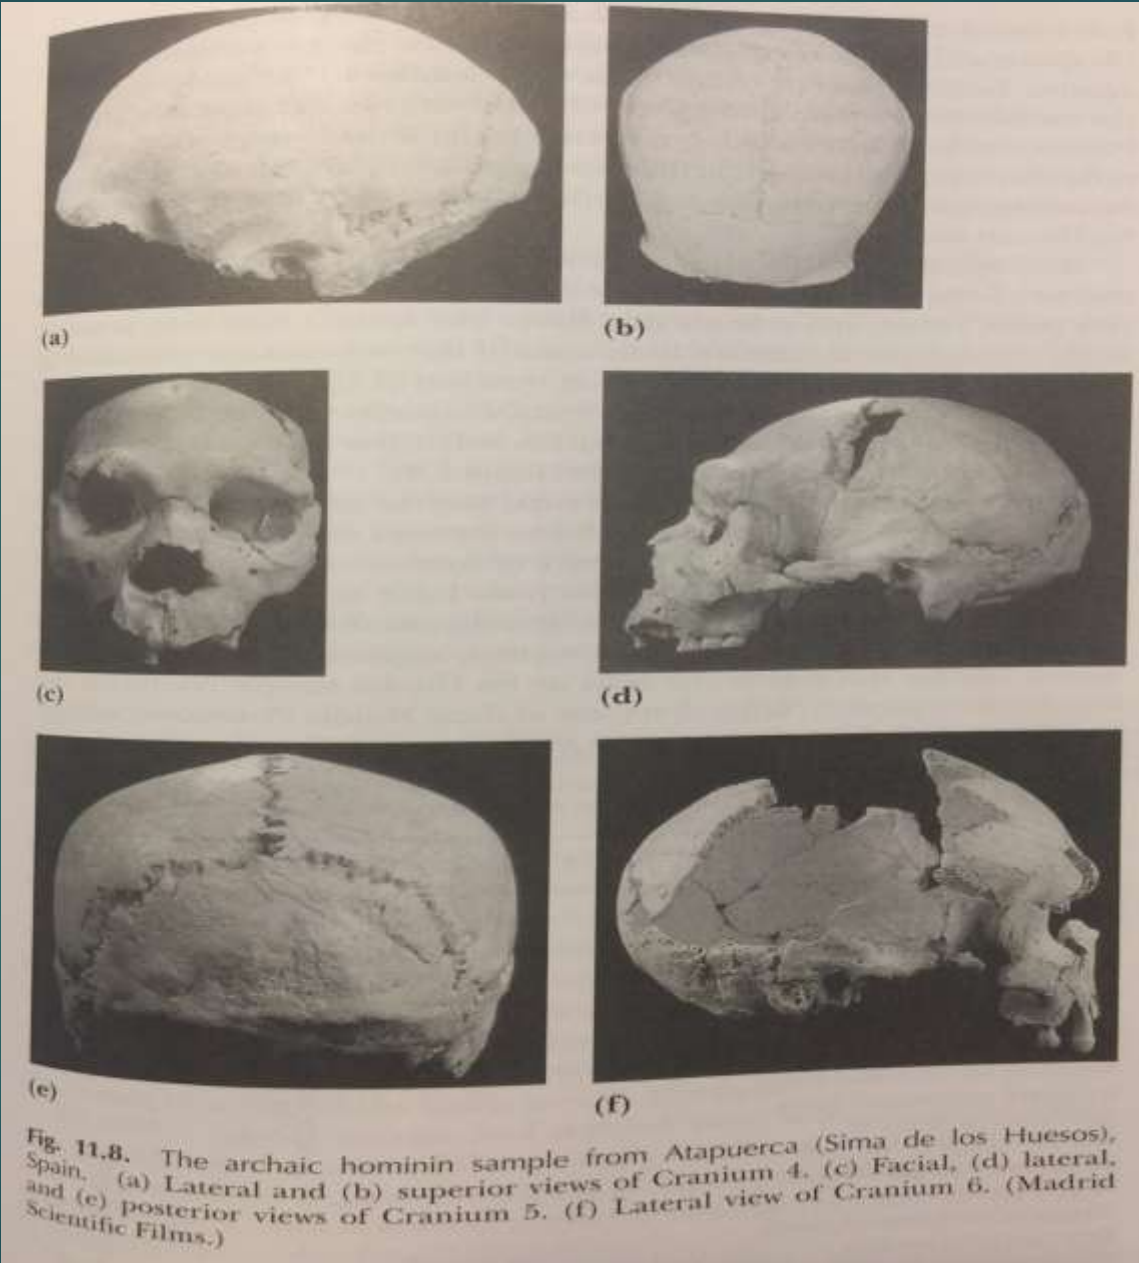 (a)
(b)
(c)
(d)
(e)
(f)
Fig. 11.8. The archaic hominin sample from Atapuerca (Sima de los Huesos),
Spain. (a) Lateral and (b) superior views of Cranium 4. (c) Facial, (d) lateral,
and (e) posterior views of Cranium 5. (f) Lateral view of Cranium 6. (Madrid
Scientific Films.)